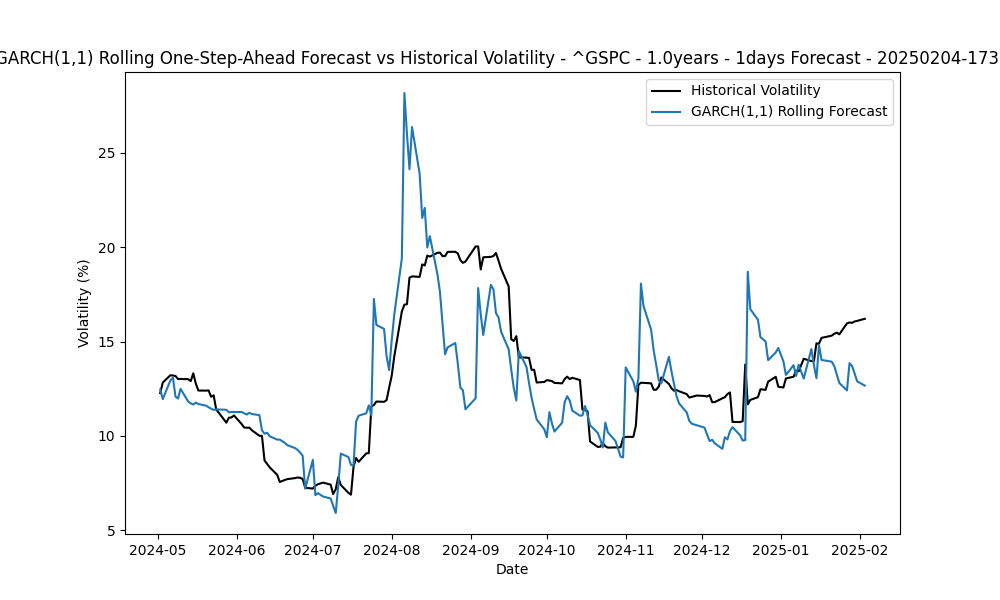 GARCH(1,1) Rolling One-Step-Ahead Forecast vs Historical Volatility - ^GSPC - 1.0years - 1days Forecast - 20250204-173
Historical Volatility
GARCH(1,1) Rolling Forecast
Volatility (%)
25
20
15
10
5
2024-05 2024-06 2024-07 2024-08 2024-09 2024-10 2024-11 2024-12 2025-01 2025-02
Date